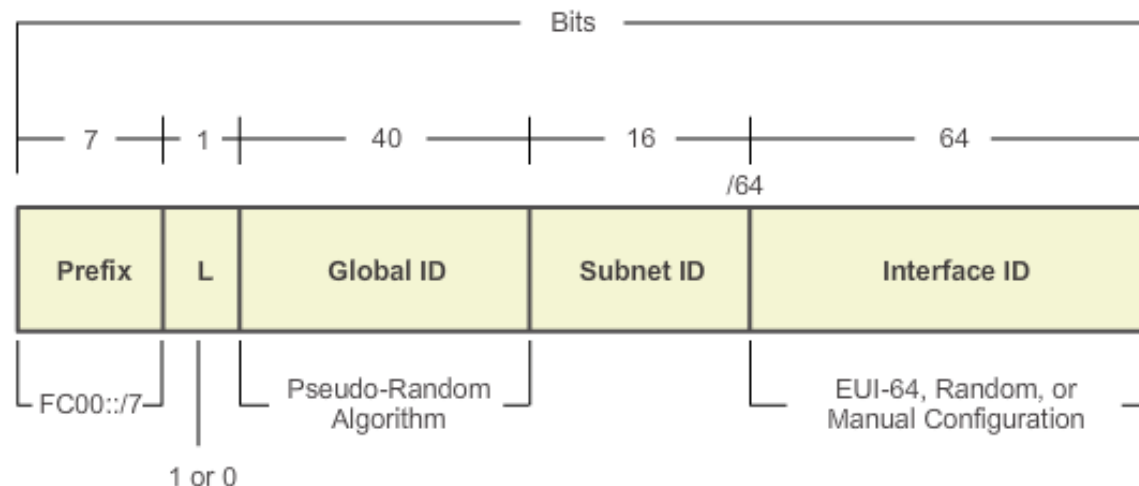 Bits
7 1 40 16 64
/64
Prefix L Global ID Subnet ID Interface ID
FC00::/7
Pseudo-Random
Algorithm
EUI-64, Random, or
Manual Configuration
1 or 0